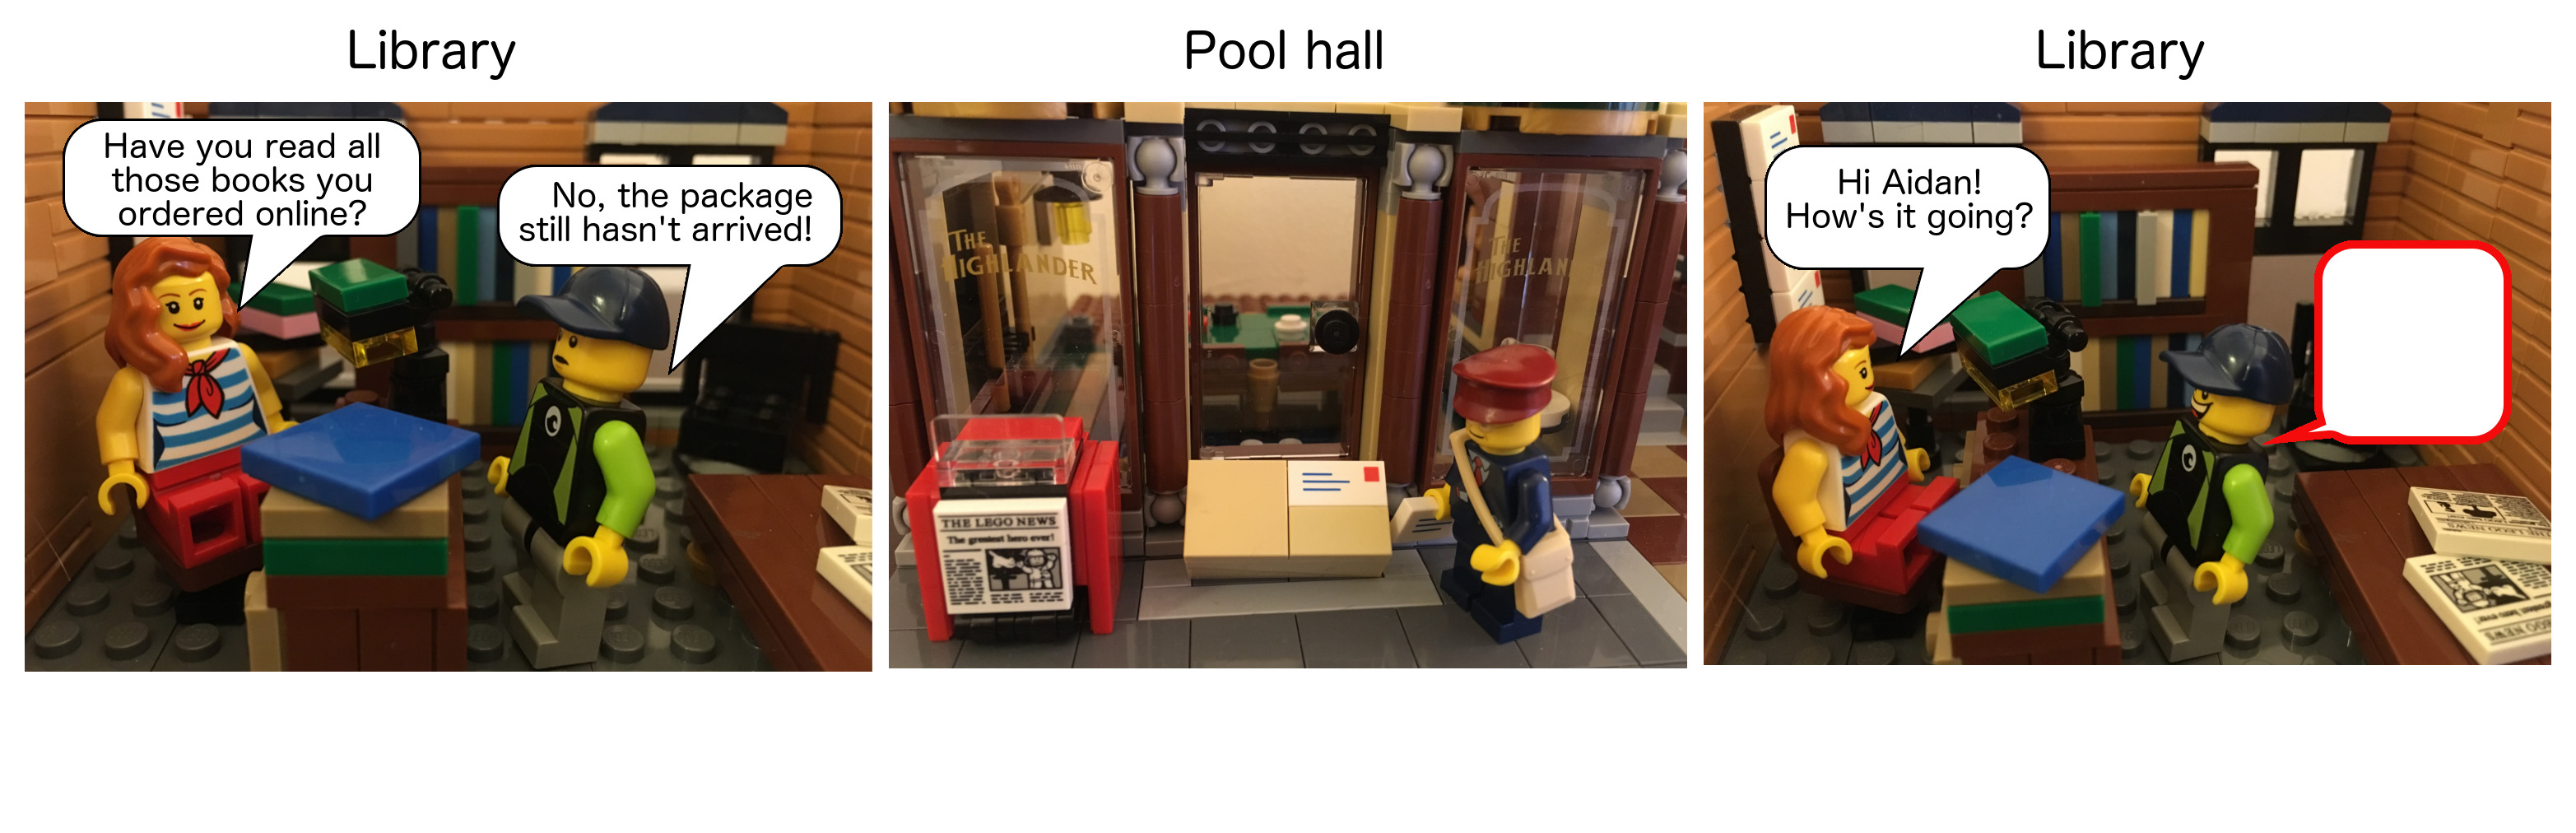 Library
Have you read all
those books you
ordered online?
No, the package
still hasn't arrived!
Pool hall
THE
HIGHLANDER
THE
HIGHLAN
THE LEGO NEWS
The greatest hero ever!
Library
Hi Aidan!
How's it going?